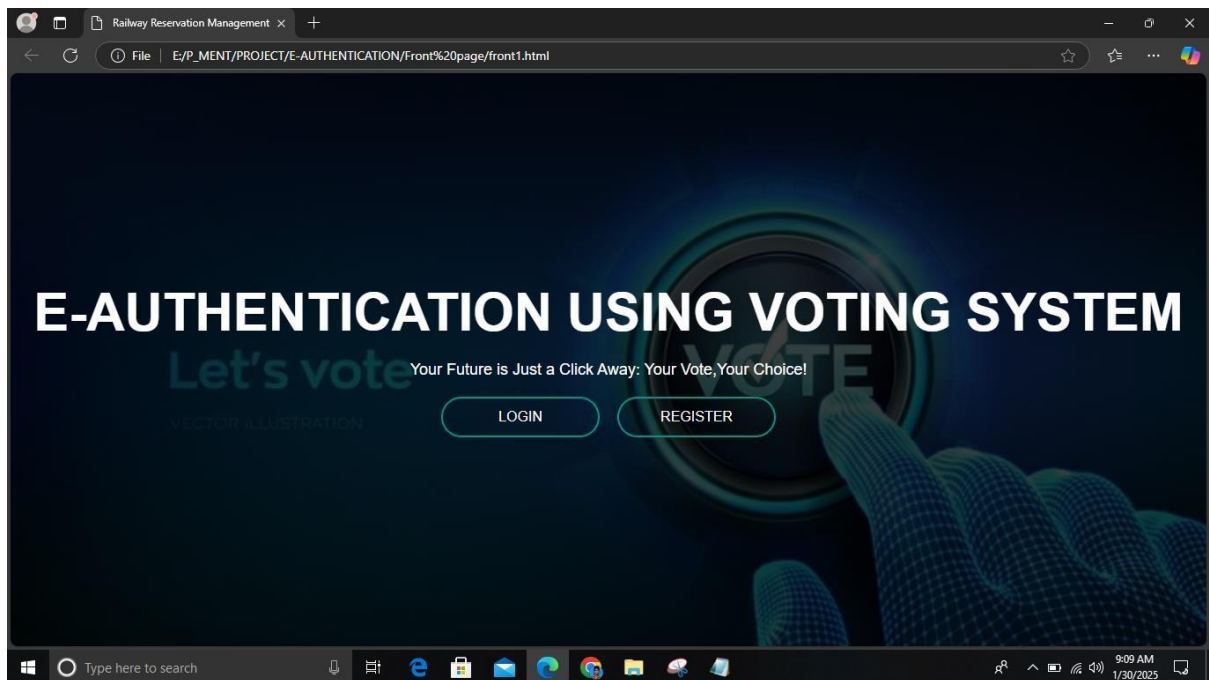 Railway Reservation Management
File
E:/P_MENT/PROJECT/E-AUTHENTICATION/Front%20page/front1.html
E-AUTHENTICATION USING VOTING SYSTEM
Let's vote
VOTE
Your Future is Just a Click Away: Your Vote,Your Choice!
VECTOR ILLUSTRATION
LOGIN
REGISTER
Type here to search
9:09 AM
1/30/2025